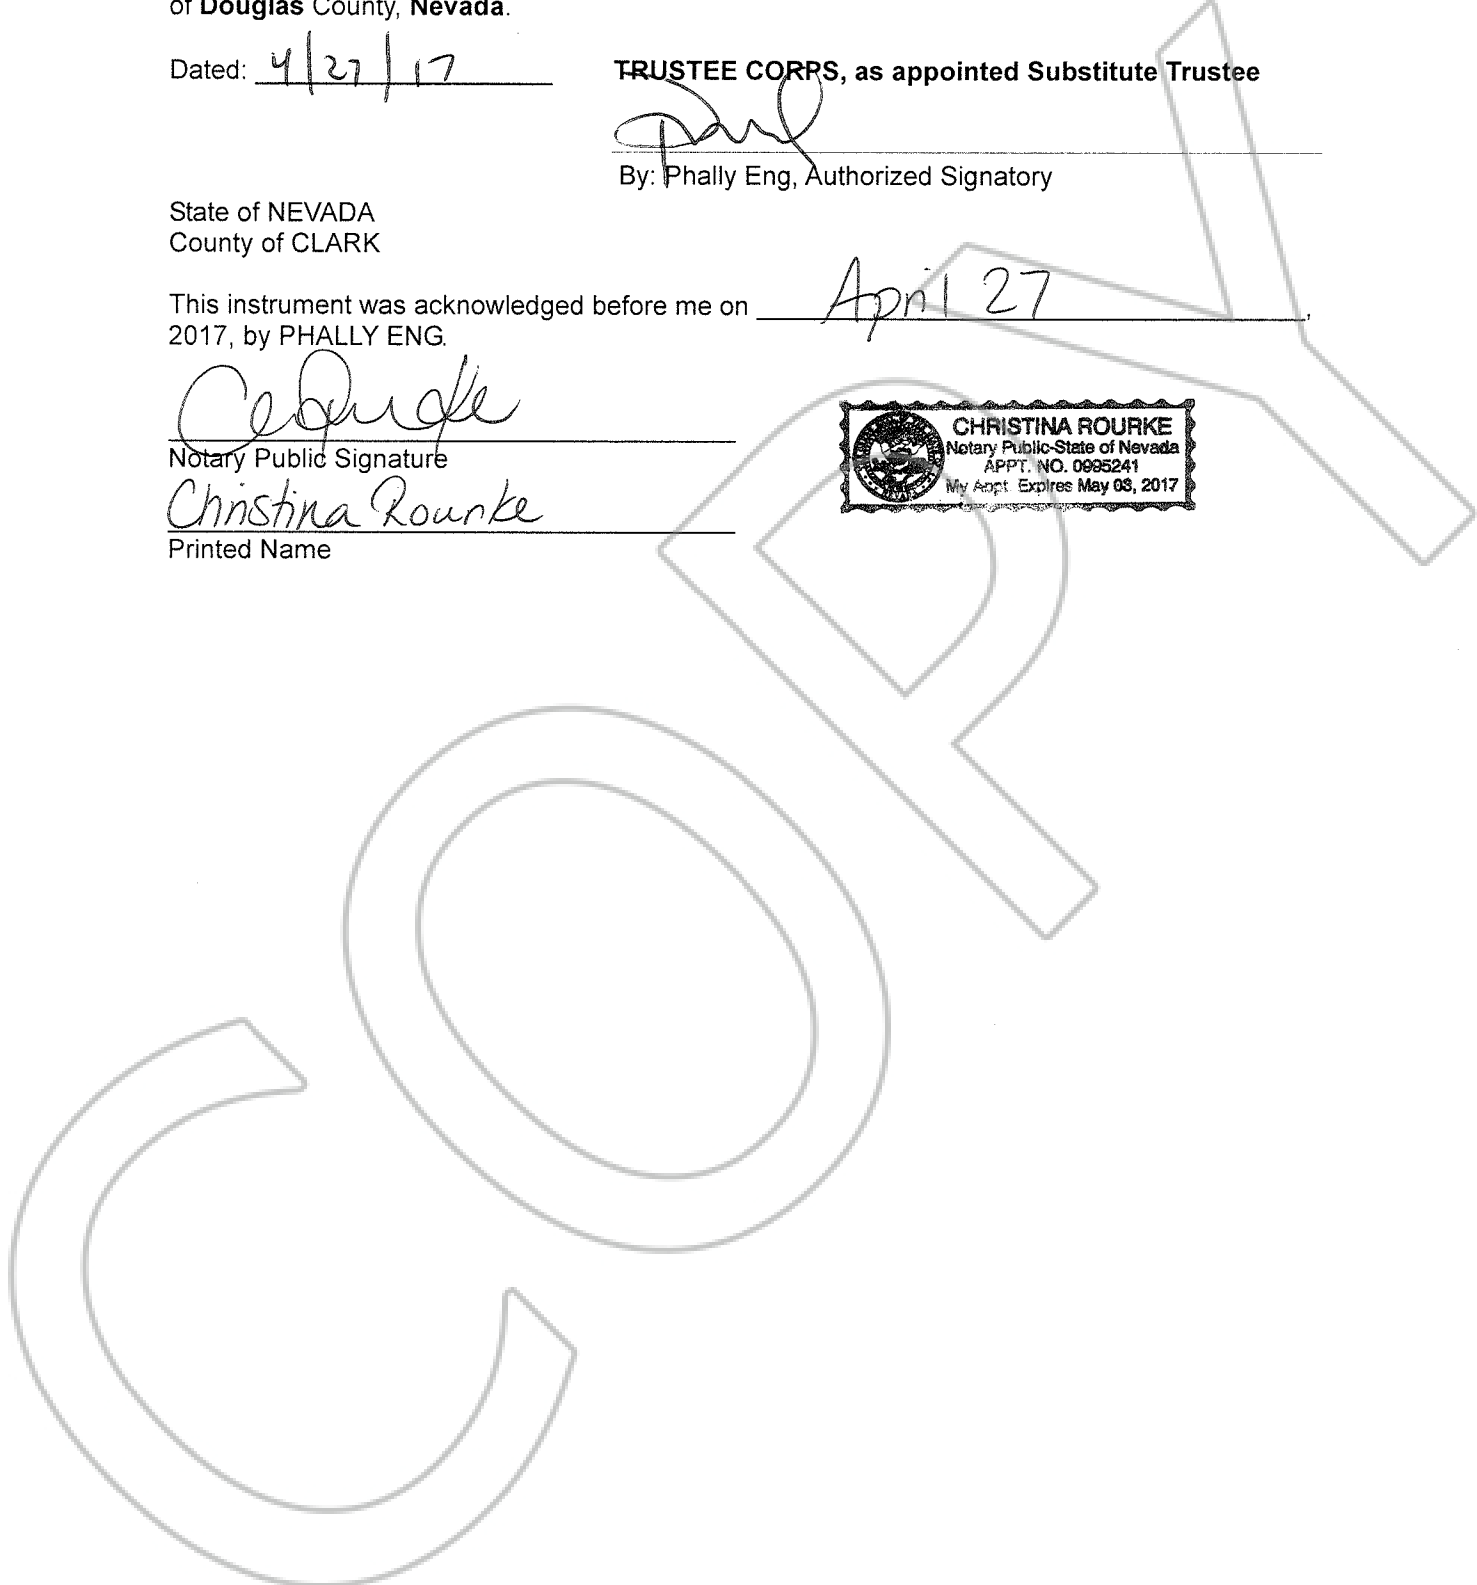 of Douglas County, Nevada.
Dated: 4/27/17
TRUSTEE CORPS, as appointed Substitute Trustee
By: Phally Eng, Authorized Signatory
State of NEVADA
County of CLARK
This instrument was acknowledged before me on April 27,
2017, by PHALLY ENG.
CHRISTINA ROURKE
Notary Public-State of Nevada
APPT. NO. 0995241
My Appt. Expires May 03, 2017
Notary Public Signature
Christina Rourke
Printed Name
COPY